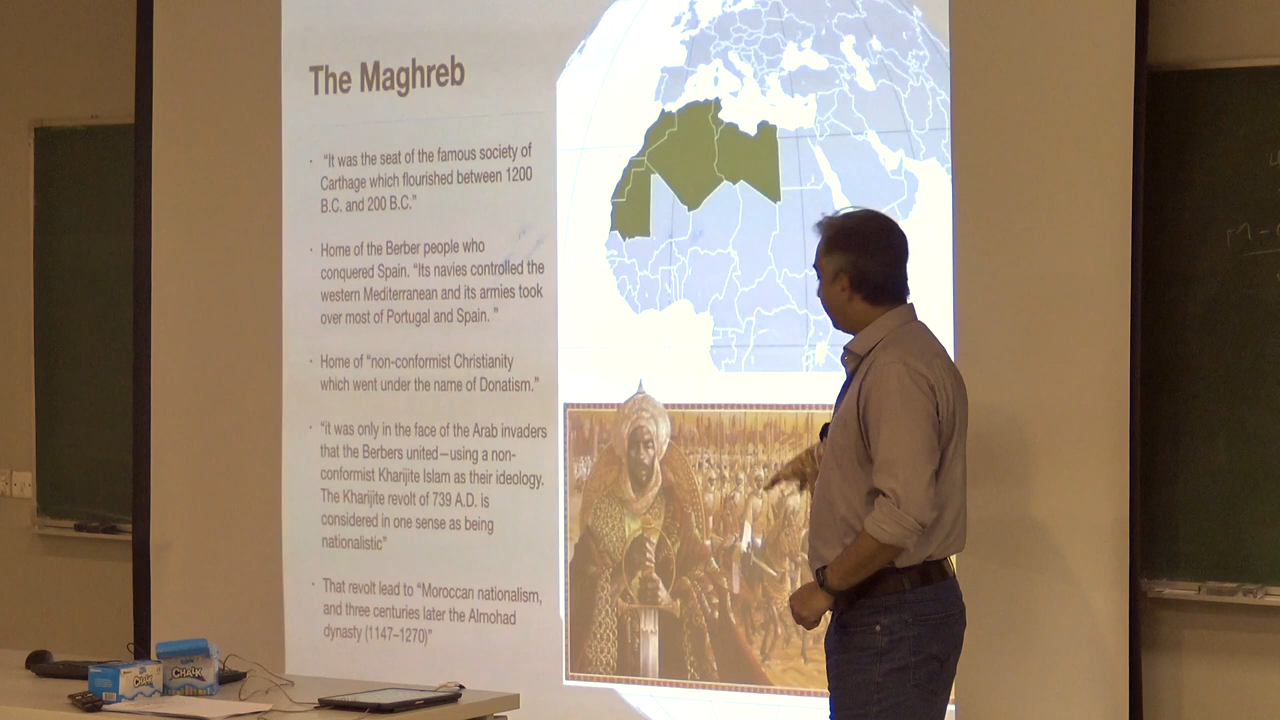 The Maghreb
· “It was the seat of the famous society of
Carthage which flourished between 1200
B.C. and 200 B.C.”
· Home of the Berber people who
conquered Spain. “Its navies controlled the
western Mediterranean and its armies took
over most of Portugal and Spain. ”
· Home of “non-conformist Christianity
which went under the name of Donatism.”
· “it was only in the face of the Arab invaders
that the Berbers united—using a non-
conformist Kharijite Islam as their ideology.
The Kharijite revolt of 739 A.D. is
considered in one sense as being
nationalistic”
· That revolt lead to “Moroccan nationalism,
and three centuries later the Almohad
dynasty (1147–1270)”
CHALK
CHALK